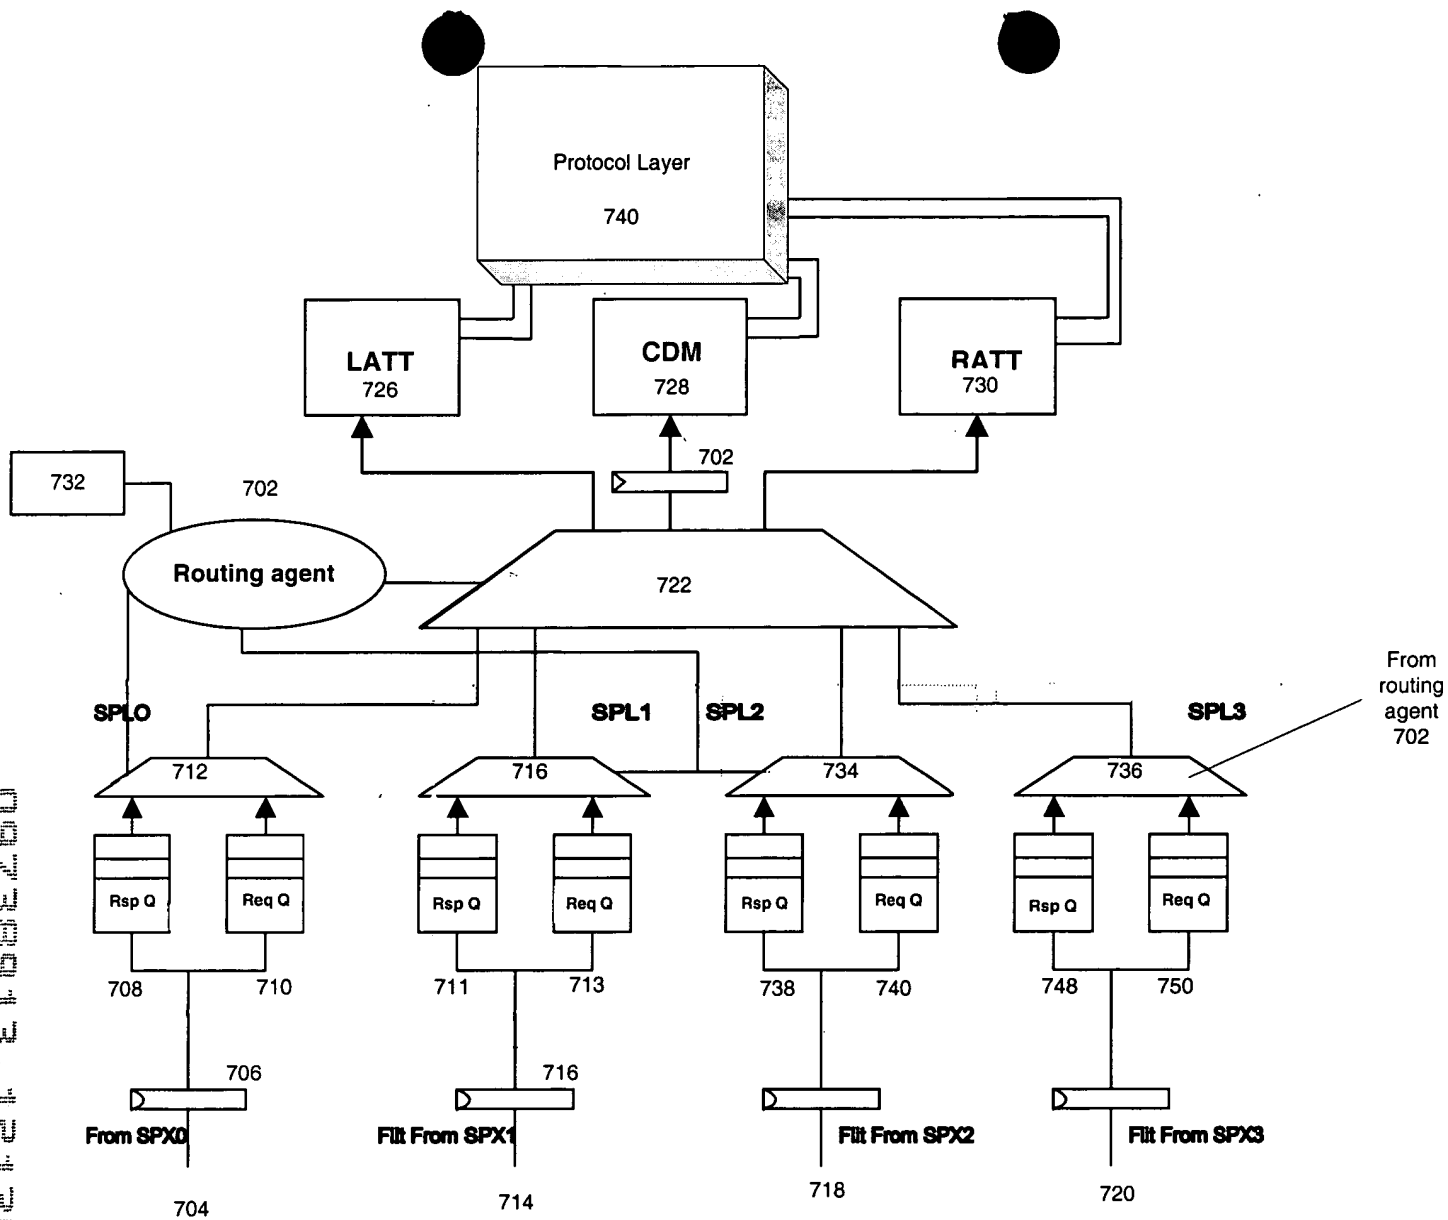 Protocol Layer
740
LATT
726
CDM
728
RATT
730
732
702
702
Routing agent
722
From
routing
agent
702
SPL0
SPL1
SPL2
SPL3
712
716
734
736
Rsp Q
Req Q
Rsp Q
Req Q
Rsp Q
Req Q
Rsp Q
Req Q
708
710
711
713
738
740
748
750
706
716
From SPX0
Flit From SPX1
Flit From SPX2
Flit From SPX3
704
714
718
720